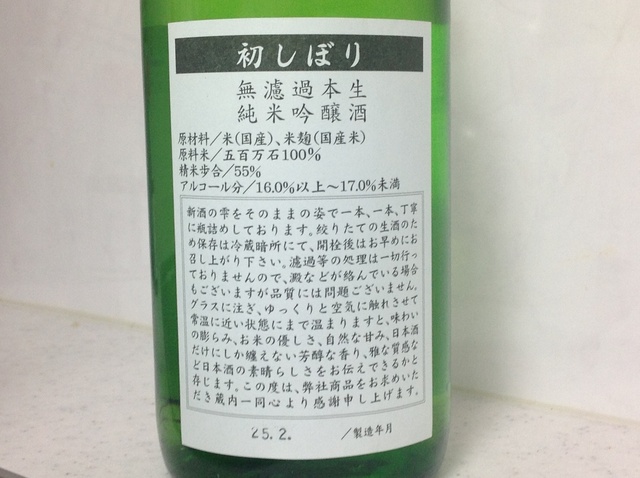 初しぼり
無濾過本生
純米吟醸酒
原材料／米(国産)、米麹(国産米)
原料米／五百万石100%
精米歩合／55%
アルコール分／16.0%以上〜17.0%未満
新酒の雫をそのままの姿で一本、一本、丁寧
に瓶詰めしております。絞りたての生酒のた
め保存は冷蔵暗所にて、開栓後はお早めにお
召し上がり下さい。濾過等の処理は一切行っ
ておりませんので、澱などが絡んでいる場合
もございますが品質には問題ございません。
グラスに注ぎ、ゆっくりと空気に触れさせて
常温に近い状態にまで温まりますと、味わい
の膨らみ、お米の優しさ、自然な甘み、日本酒
だけにしか纏えない芳醇な香り、雅な質感な
ど日本酒の素晴らしさをお伝えできるかと
存じます。この度は、弊社商品をお求めいた
だき蔵内一同心より感謝申し上げます。
25.2. ／製造年月